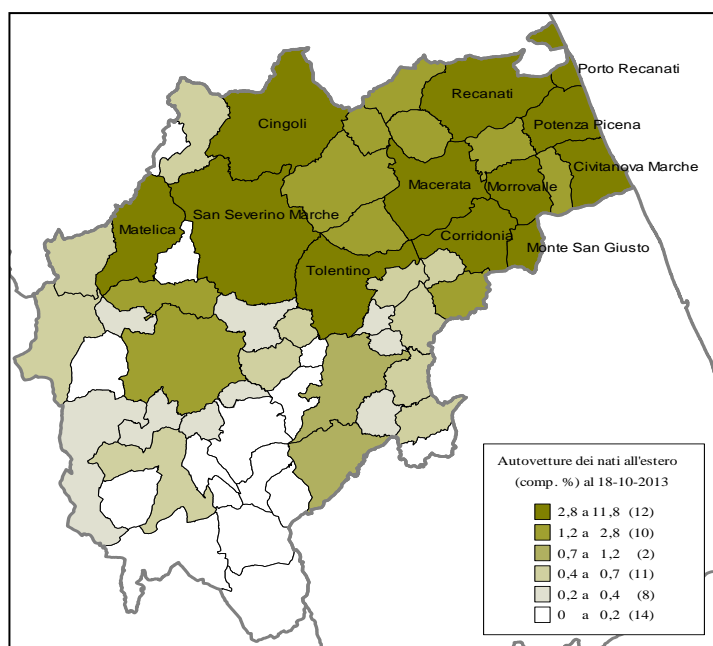 Porto Recanati
Recanati
Cingoli
Potenza Picena
Civitanova Marche
Macerata
Morrovalle
San Severino Marche
Matelica
Corridonia
Monte San Giusto
Tolentino
Autovetture dei nati all'estero
(comp. %) al 18-10-2013
2,8 a 11,8 (12)
1,2 a 2,8 (10)
0,7 a 1,2 (2)
0,4 a 0,7 (11)
0,2 a 0,4 (8)
0 a 0,2 (14)